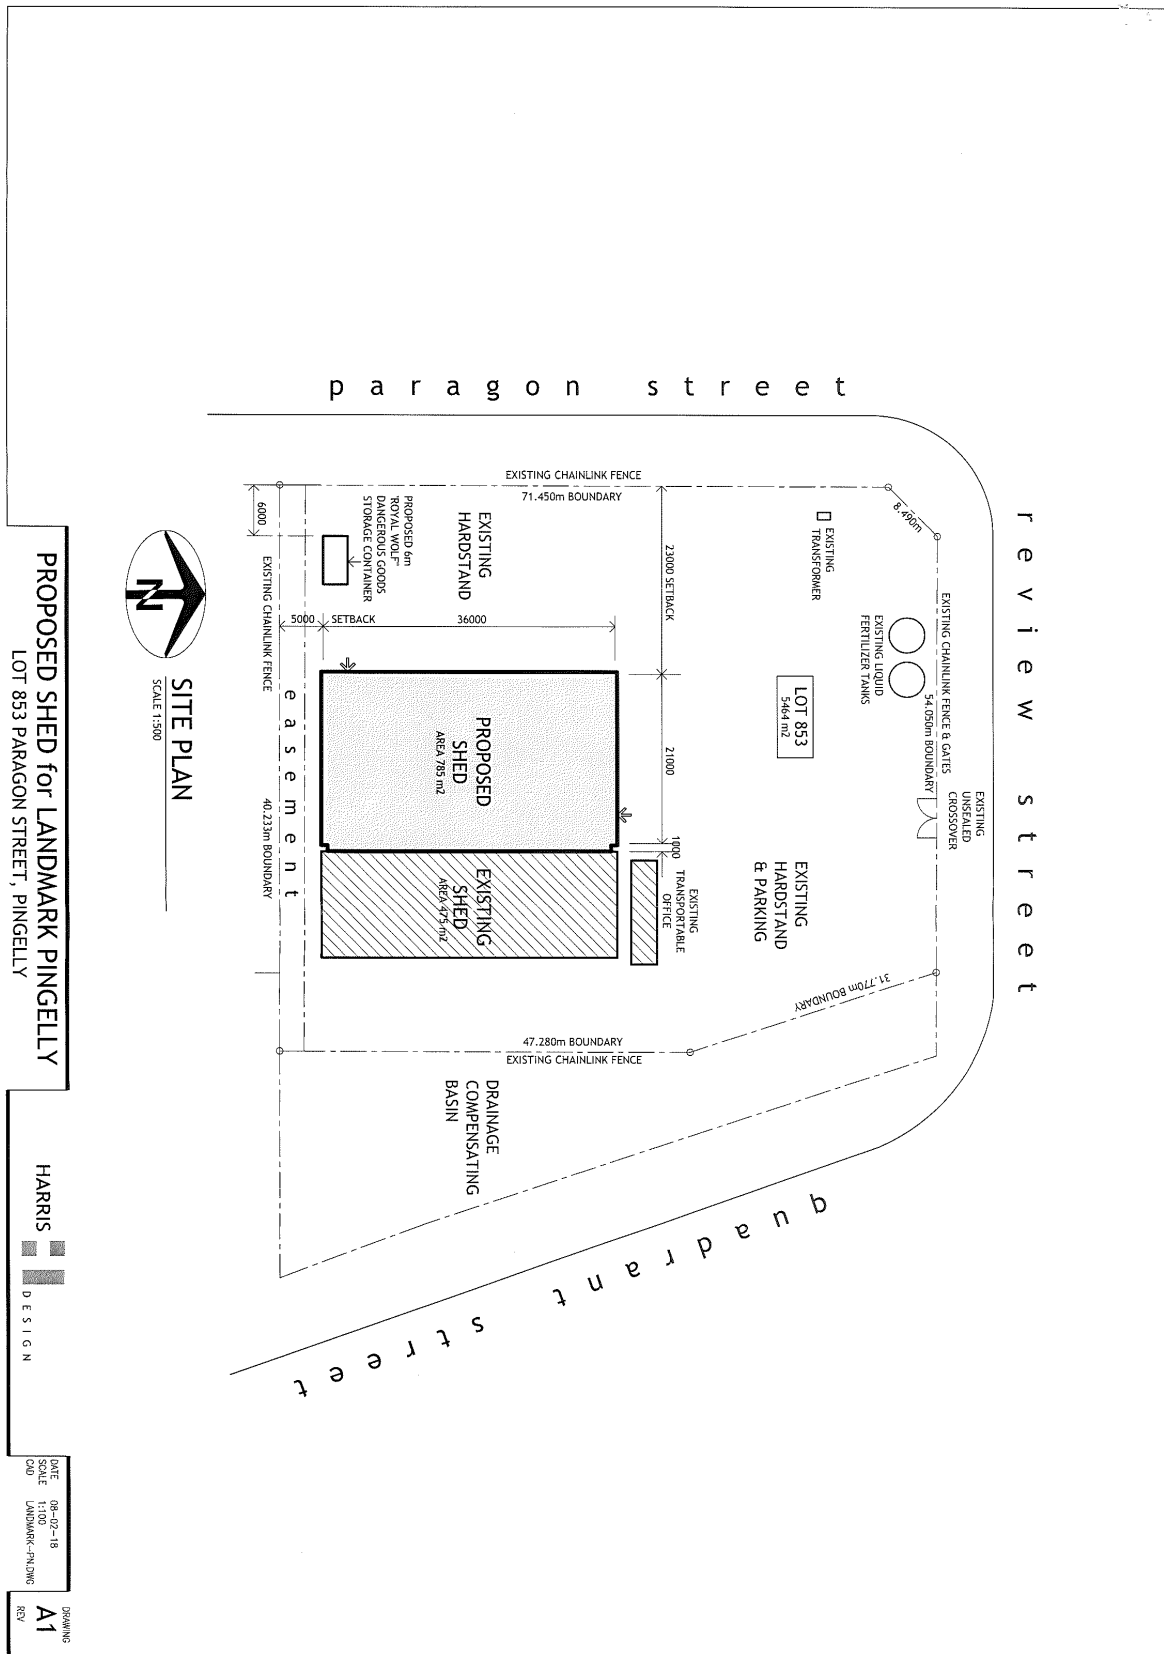 review street
paragon street
quadrant street
EXISTING
UNSEALED
CROSSOVER
EXISTING CHAINLINK FENCE & GATES
54.050m BOUNDARY
8.490m
31.770m BOUNDARY
EXISTING LIQUID
FERTILIZER TANKS
EXISTING
TRANSFORMER
LOT 853
5464 m2
EXISTING
HARDSTAND
& PARKING
EXISTING
TRANSPORTABLE
OFFICE
23000 SETBACK
21000
1000
EXISTING CHAINLINK FENCE
71.450m BOUNDARY
EXISTING
HARDSTAND
PROPOSED 6m
'ROYAL WOLF'
DANGEROUS GOODS
STORAGE CONTAINER
36000
5000
SETBACK
6000
PROPOSED
SHED
AREA 785 m2
EXISTING
SHED
AREA 475 m2
47.280m BOUNDARY
EXISTING CHAINLINK FENCE
DRAINAGE
COMPENSATING
BASIN
easement
EXISTING CHAINLINK FENCE
40.233m BOUNDARY
N
SITE PLAN
SCALE 1:500
PROPOSED SHED for LANDMARK PINGELLY
LOT 853 PARAGON STREET, PINGELLY
HARRIS
DESIGN
DATE 08-02-18
SCALE 1:100
CAD LANDMARK-PN.DWG
DRAWING
A1
REV